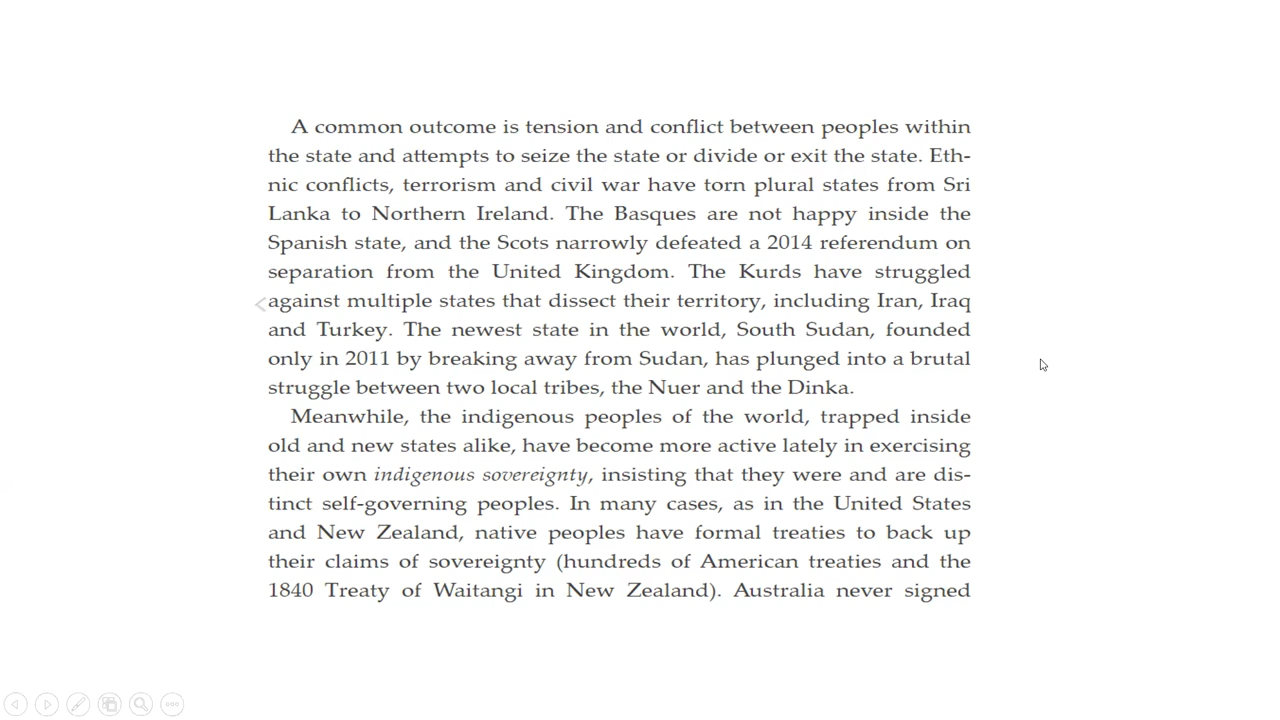 A common outcome is tension and conflict between peoples within
the state and attempts to seize the state or divide or exit the state. Eth-
nic conflicts, terrorism and civil war have torn plural states from Sri
Lanka to Northern Ireland. The Basques are not happy inside the
Spanish state, and the Scots narrowly defeated a 2014 referendum on
separation from the United Kingdom. The Kurds have struggled
against multiple states that dissect their territory, including Iran, Iraq
and Turkey. The newest state in the world, South Sudan, founded
only in 2011 by breaking away from Sudan, has plunged into a brutal
struggle between two local tribes, the Nuer and the Dinka.
Meanwhile, the indigenous peoples of the world, trapped inside
old and new states alike, have become more active lately in exercising
their own indigenous sovereignty, insisting that they were and are dis-
tinct self-governing peoples. In many cases, as in the United States
and New Zealand, native peoples have formal treaties to back up
their claims of sovereignty (hundreds of American treaties and the
1840 Treaty of Waitangi in New Zealand). Australia never signed